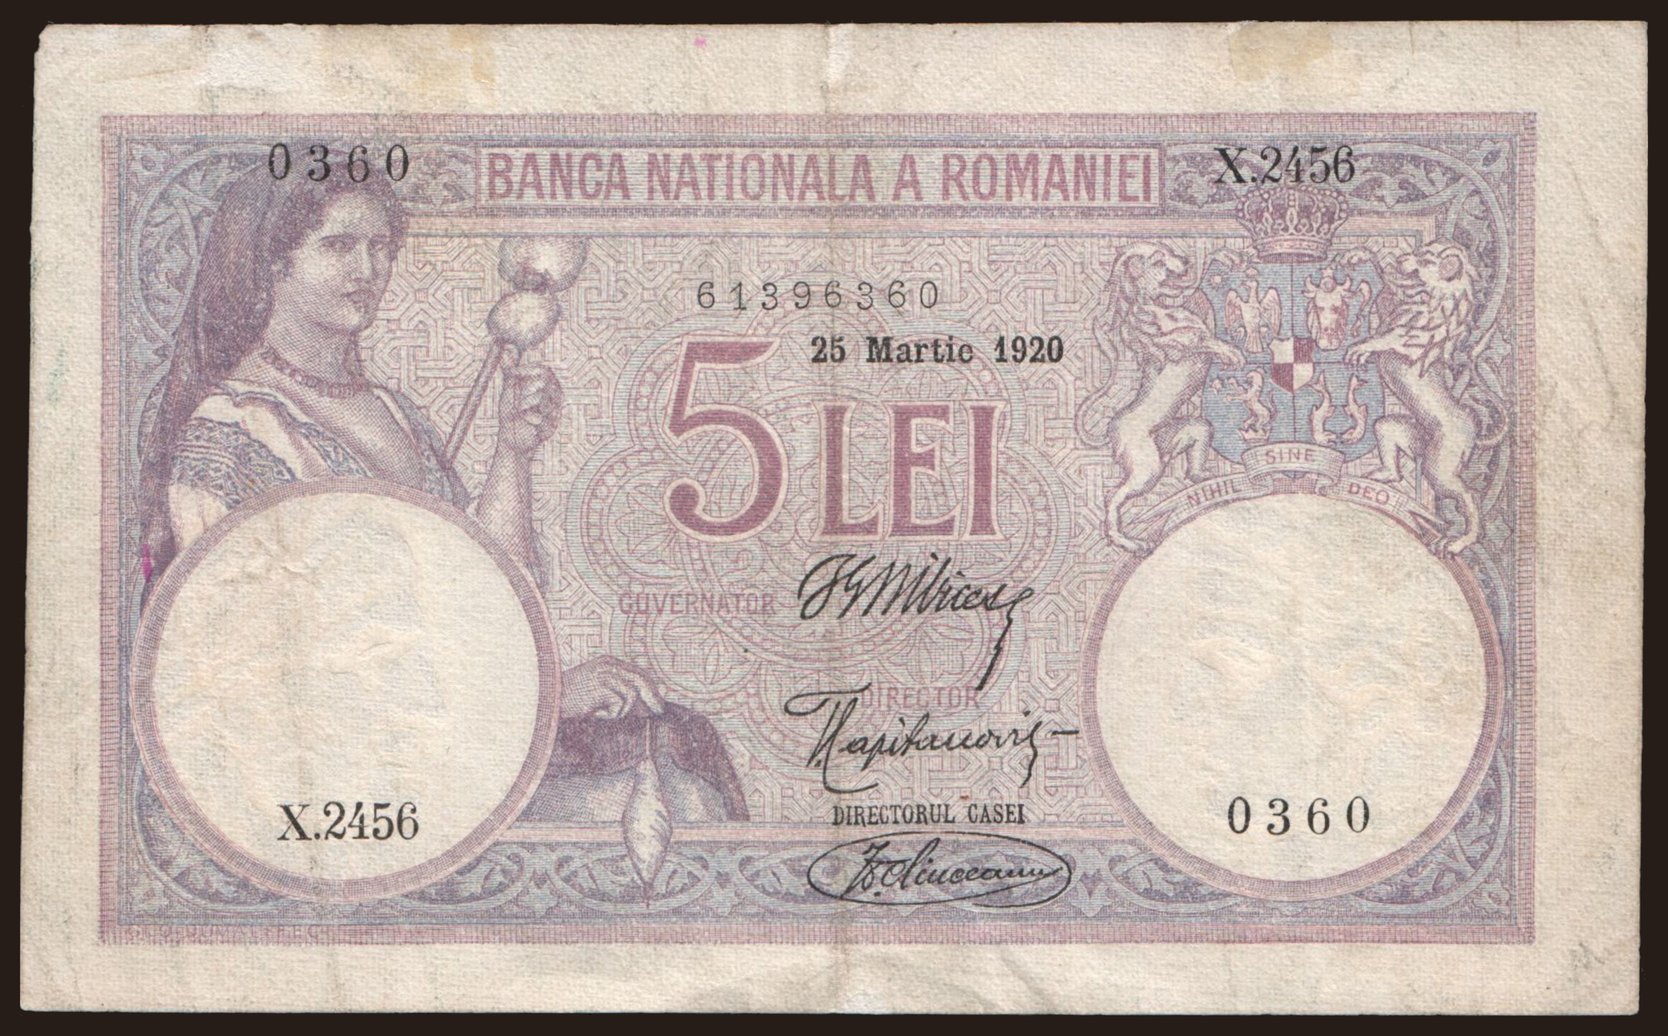 0360
BANCA NATIONALA A ROMANIEI
X.2456
61396360
25 Martie 1920
5 LEI
NIHIL SINE DEO
GUVERNATOR
DIRECTOR
DIRECTORUL CASEI
X.2456
0360